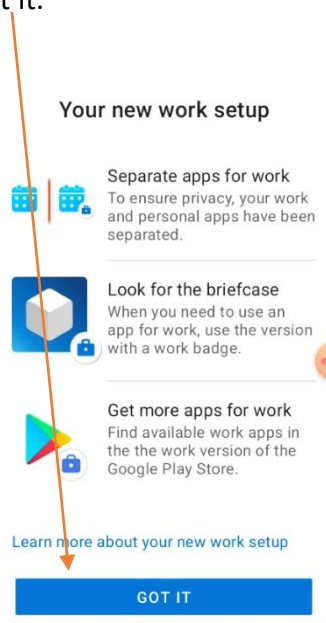 it.
Your new work setup
Separate apps for work
To ensure privacy, your work
and personal apps have been
separated.
Look for the briefcase
When you need to use an
app for work, use the version
with a work badge.
Get more apps for work
Find available work apps in
the the work version of the
Google Play Store.
Learn more about your new work setup
GOT IT